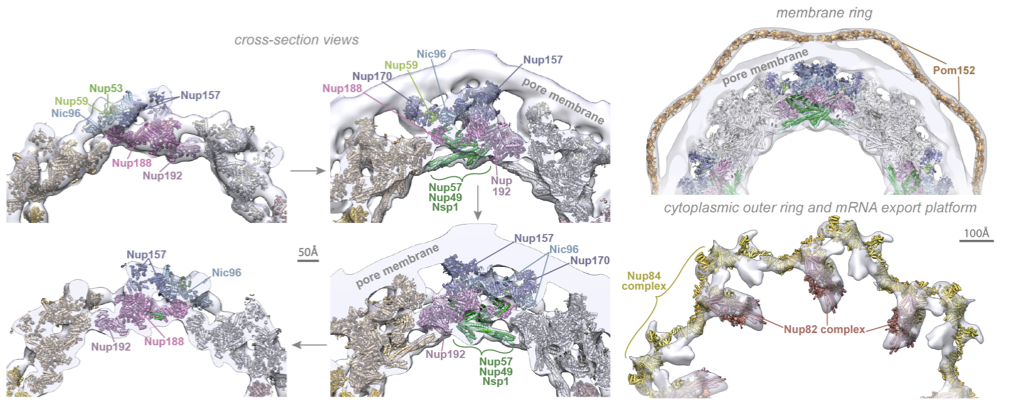 cross-section views
Nup53
Nup59
Nic96
Nup157
Nup188
Nup192
Nic96
Nup59
Nup170
Nup188
Nup157
pore membrane
Nup
192
Nup57
Nup49
Nsp1
membrane ring
pore membrane
Pom152
Nup157
Nic96
Nup192
Nup188
50Å
pore membrane
Nup157
Nic96
Nup170
Nup192
Nup57
Nup49
Nsp1
cytoplasmic outer ring and mRNA export platform
100Å
Nup84
complex
Nup82 complex